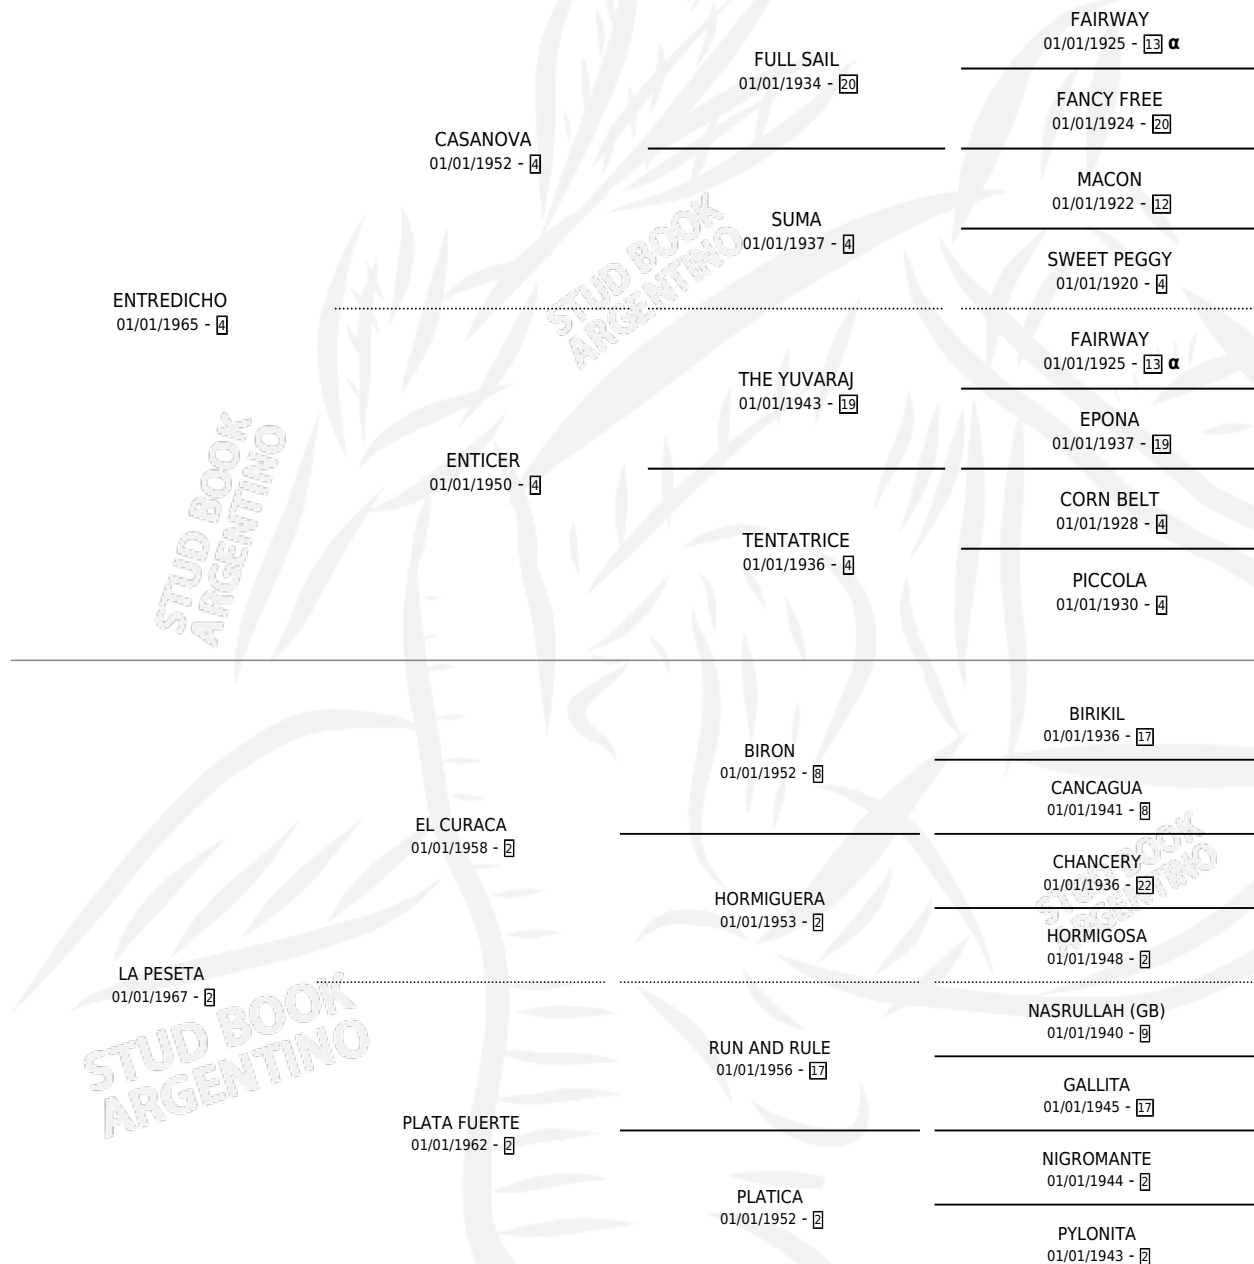 FAIRWAY
01/01/1925 - 13 α
FULL SAIL
01/01/1934 - 20
FANCY FREE
01/01/1924 - 20
CASANOVA
01/01/1952 - 4
MACON
01/01/1922 - 12
SUMA
01/01/1937 - 4
SWEET PEGGY
01/01/1920 - 4
ENTREDICHO
01/01/1965 - 4
STUD BOOK
ARGENTINO
FAIRWAY
01/01/1925 - 13 α
THE YUVARAJ
01/01/1943 - 19
EPONA
01/01/1937 - 19
ENTICER
01/01/1950 - 4
CORN BELT
01/01/1928 - 4
TENTATRICE
01/01/1936 - 4
PICCOLA
01/01/1930 - 4
STUD BOOK
ARGENTINO
BIRIKIL
01/01/1936 - 17
BIRON
01/01/1952 - 8
CANCAGUA
01/01/1941 - 8
EL CURACA
01/01/1958 - 2
CHANCERY
01/01/1936 - 22
STUD BOOK
ARGENTINO
HORMIGUERA
01/01/1953 - 2
HORMIGOSA
01/01/1948 - 2
LA PESETA
01/01/1967 - 2
STUD BOOK
ARGENTINO
NASRULLAH (GB)
01/01/1940 - 9
RUN AND RULE
01/01/1956 - 17
GALLITA
01/01/1945 - 17
PLATA FUERTE
01/01/1962 - 2
NIGROMANTE
01/01/1944 - 2
PLATICA
01/01/1952 - 2
PYLONITA
01/01/1943 - 2